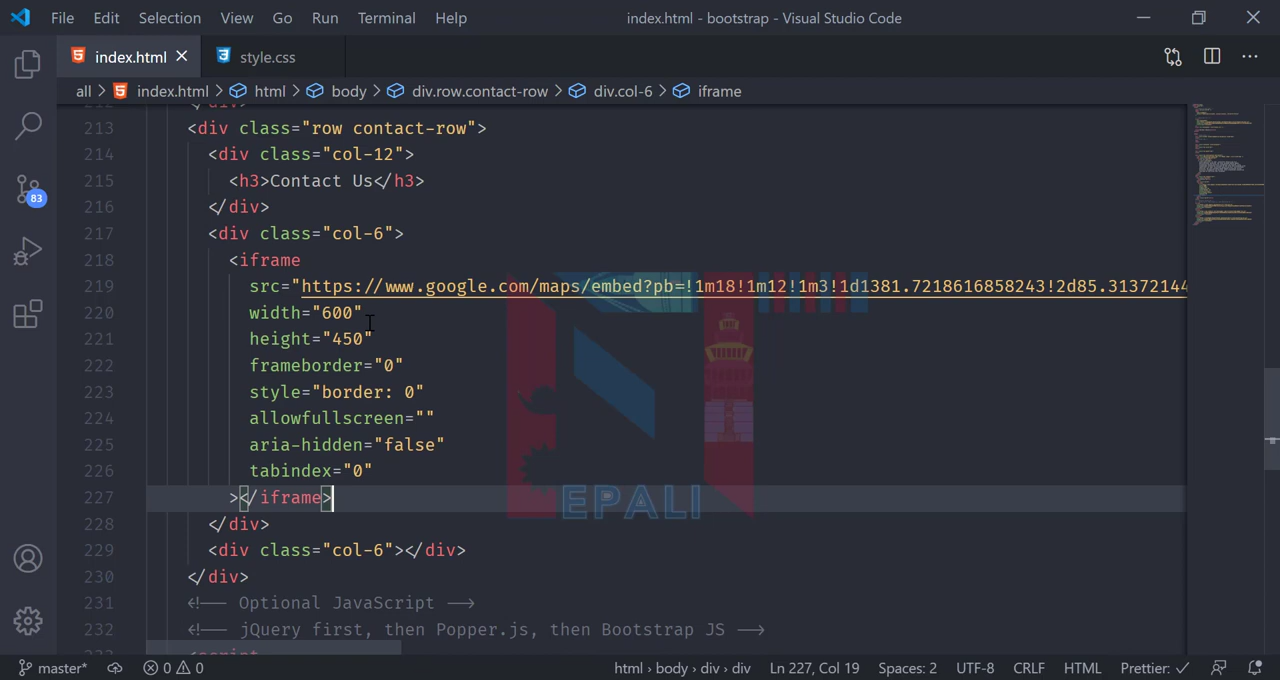 File Edit Selection View Go Run Terminal Help index.html - bootstrap - Visual Studio Code
index.html style.css
all > index.html > html > body > div.row.contact-row > div.col-6 > iframe
213 <div class="row contact-row">
214 <div class="col-12">
215 <h3>Contact Us</h3>
216 </div>
217 <div class="col-6">
218 <iframe
219 src="https://www.google.com/maps/embed?pb=!1m18!1m12!1m3!1d1381.7218616858243!2d85.31372144
220 width="600"
221 height="450"
222 frameborder="0"
223 style="border: 0"
224 allowfullscreen=""
225 aria-hidden="false"
226 tabindex="0"
227 ></iframe>
228 </div>
229 <div class="col-6"></div>
230 </div>
231 <!-- Optional JavaScript -->
232 <!-- jQuery first, then Popper.js, then Bootstrap JS -->
83
EPALI
master* 0 0 html › body › div › div Ln 227, Col 19 Spaces: 2 UTF-8 CRLF HTML Prettier: ✓